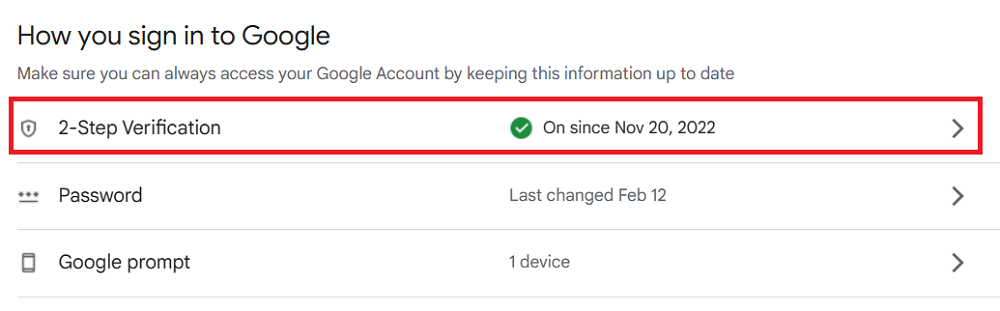 How you sign in to Google
Make sure you can always access your Google Account by keeping this information up to date
2-Step Verification On since Nov 20, 2022
Password Last changed Feb 12
Google prompt 1 device